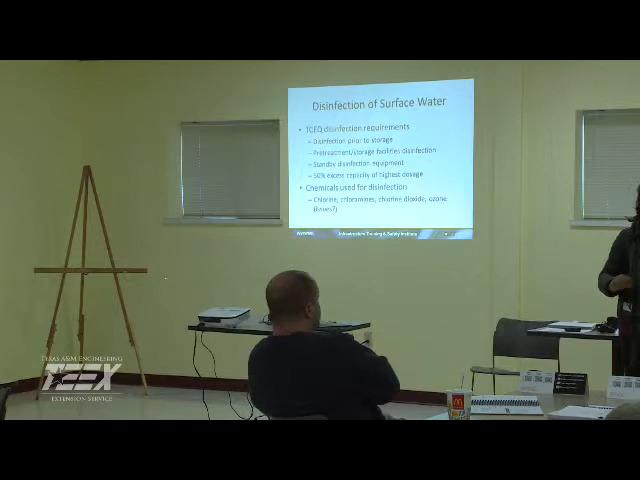 Disinfection of Surface Water
• TCEQ disinfection requirements
– Disinfection prior to storage
– Pretreatment/storage facilities disinfection
– Standby disinfection equipment
– 50% excess capacity of highest dosage
• Chemicals used for disinfection
– Chlorine, chloramines, chlorine dioxide, ozone
(issues?)
Infrastructure Training & Safety Institute
TEXAS A&M ENGINEERING
TEEX
EXTENSION SERVICE